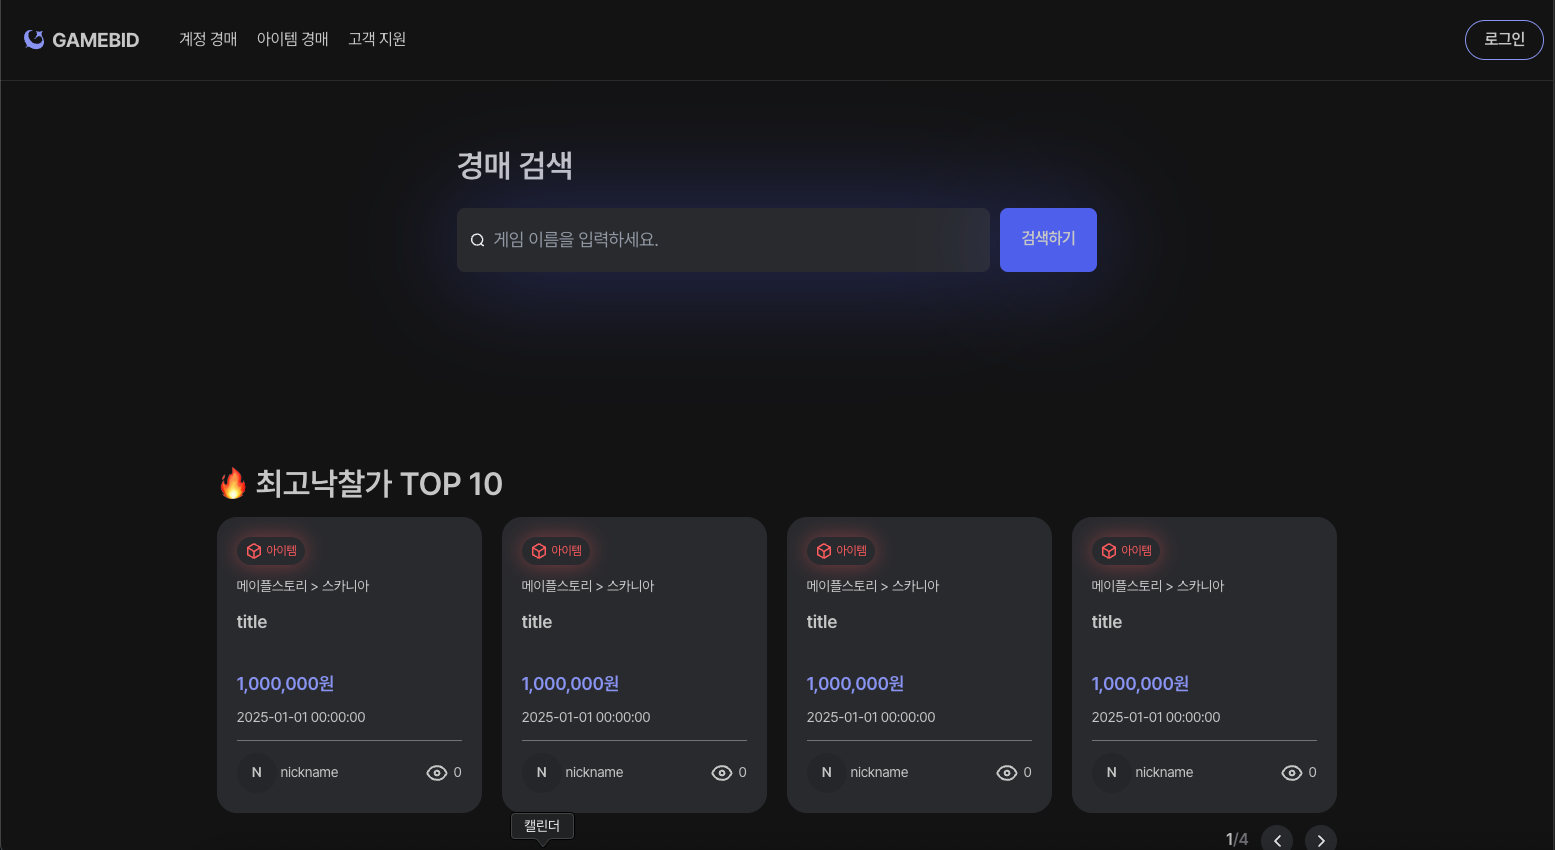 GAMEBID 계정 경매 아이템 경매 고객 지원 로그인
경매 검색
게임 이름을 입력하세요. 검색하기
🔥 최고낙찰가 TOP 10
아이템 아이템 아이템 아이템
메이플스토리 > 스카니아 메이플스토리 > 스카니아 메이플스토리 > 스카니아 메이플스토리 > 스카니아
title title title title
1,000,000원 1,000,000원 1,000,000원 1,000,000원
2025-01-01 00:00:00 2025-01-01 00:00:00 2025-01-01 00:00:00 2025-01-01 00:00:00
N nickname 0 N nickname 0 N nickname 0 N nickname 0
캘린더
1/4